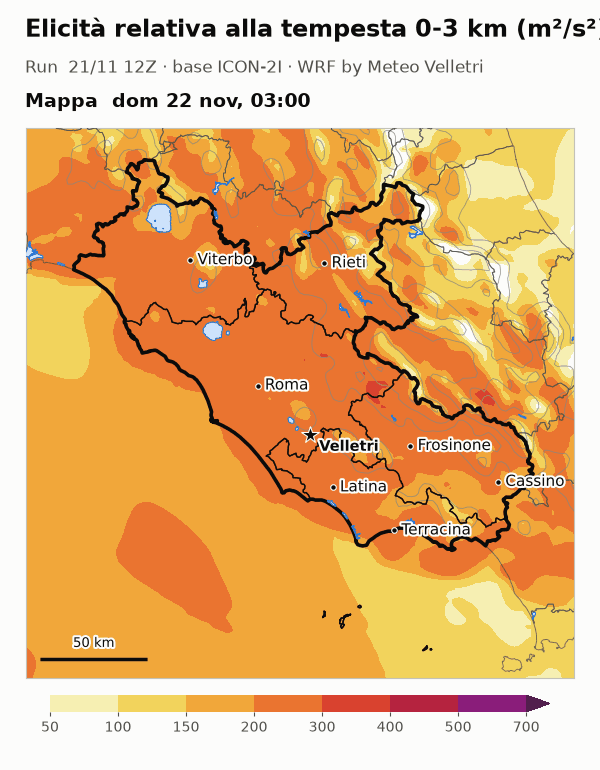 Elicità relativa alla tempesta 0-3 km (m²/s²)
Run 21/11 12Z · base ICON-2I · WRF by Meteo Velletri
Mappa dom 22 nov, 03:00
Viterbo
Rieti
Roma
Velletri
Frosinone
Latina
Cassino
Terracina
50 km
50 100 150 200 300 400 500 700